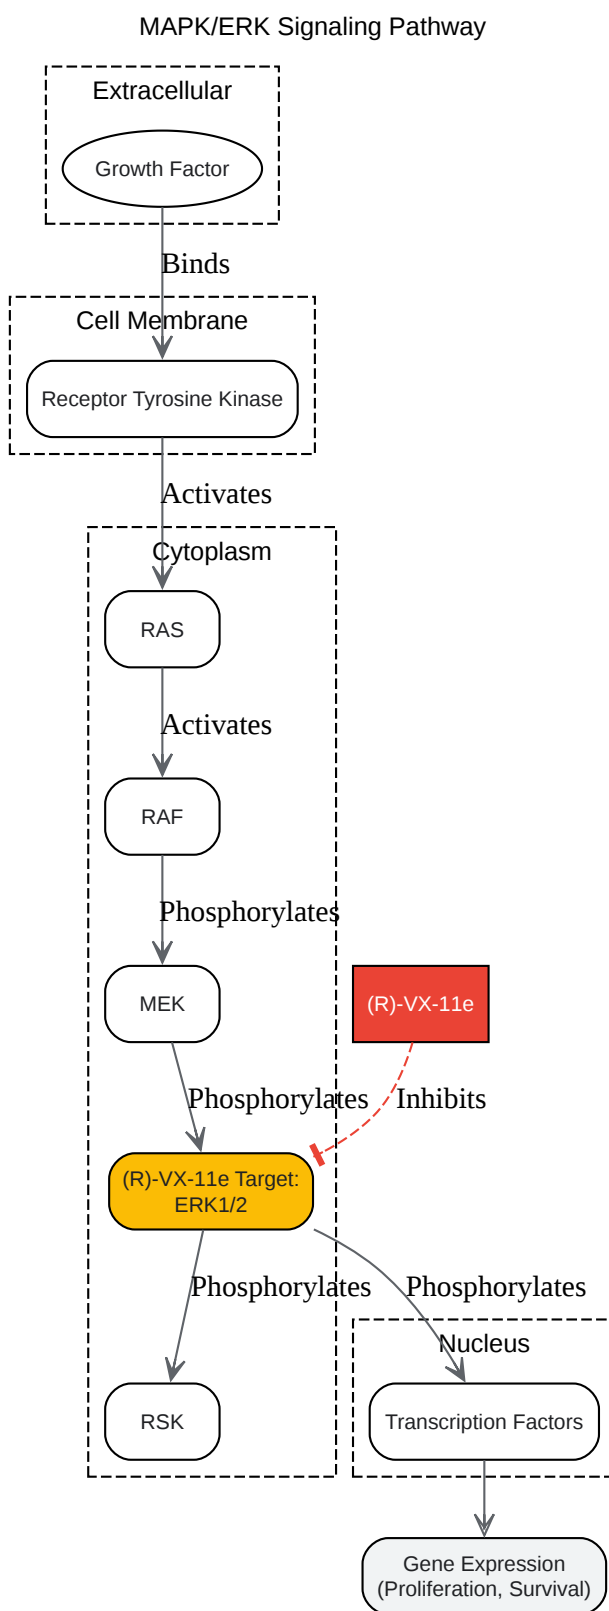 MAPK/ERK Signaling Pathway
Extracellular
Growth Factor
Binds
Cell Membrane
Receptor Tyrosine Kinase
Activates
Cytoplasm
RAS
Activates
RAF
Phosphorylates
MEK
(R)-VX-11e
Phosphorylates
Inhibits
(R)-VX-11e Target:
ERK1/2
Phosphorylates
Phosphorylates
Nucleus
RSK
Transcription Factors
Gene Expression
(Proliferation, Survival)